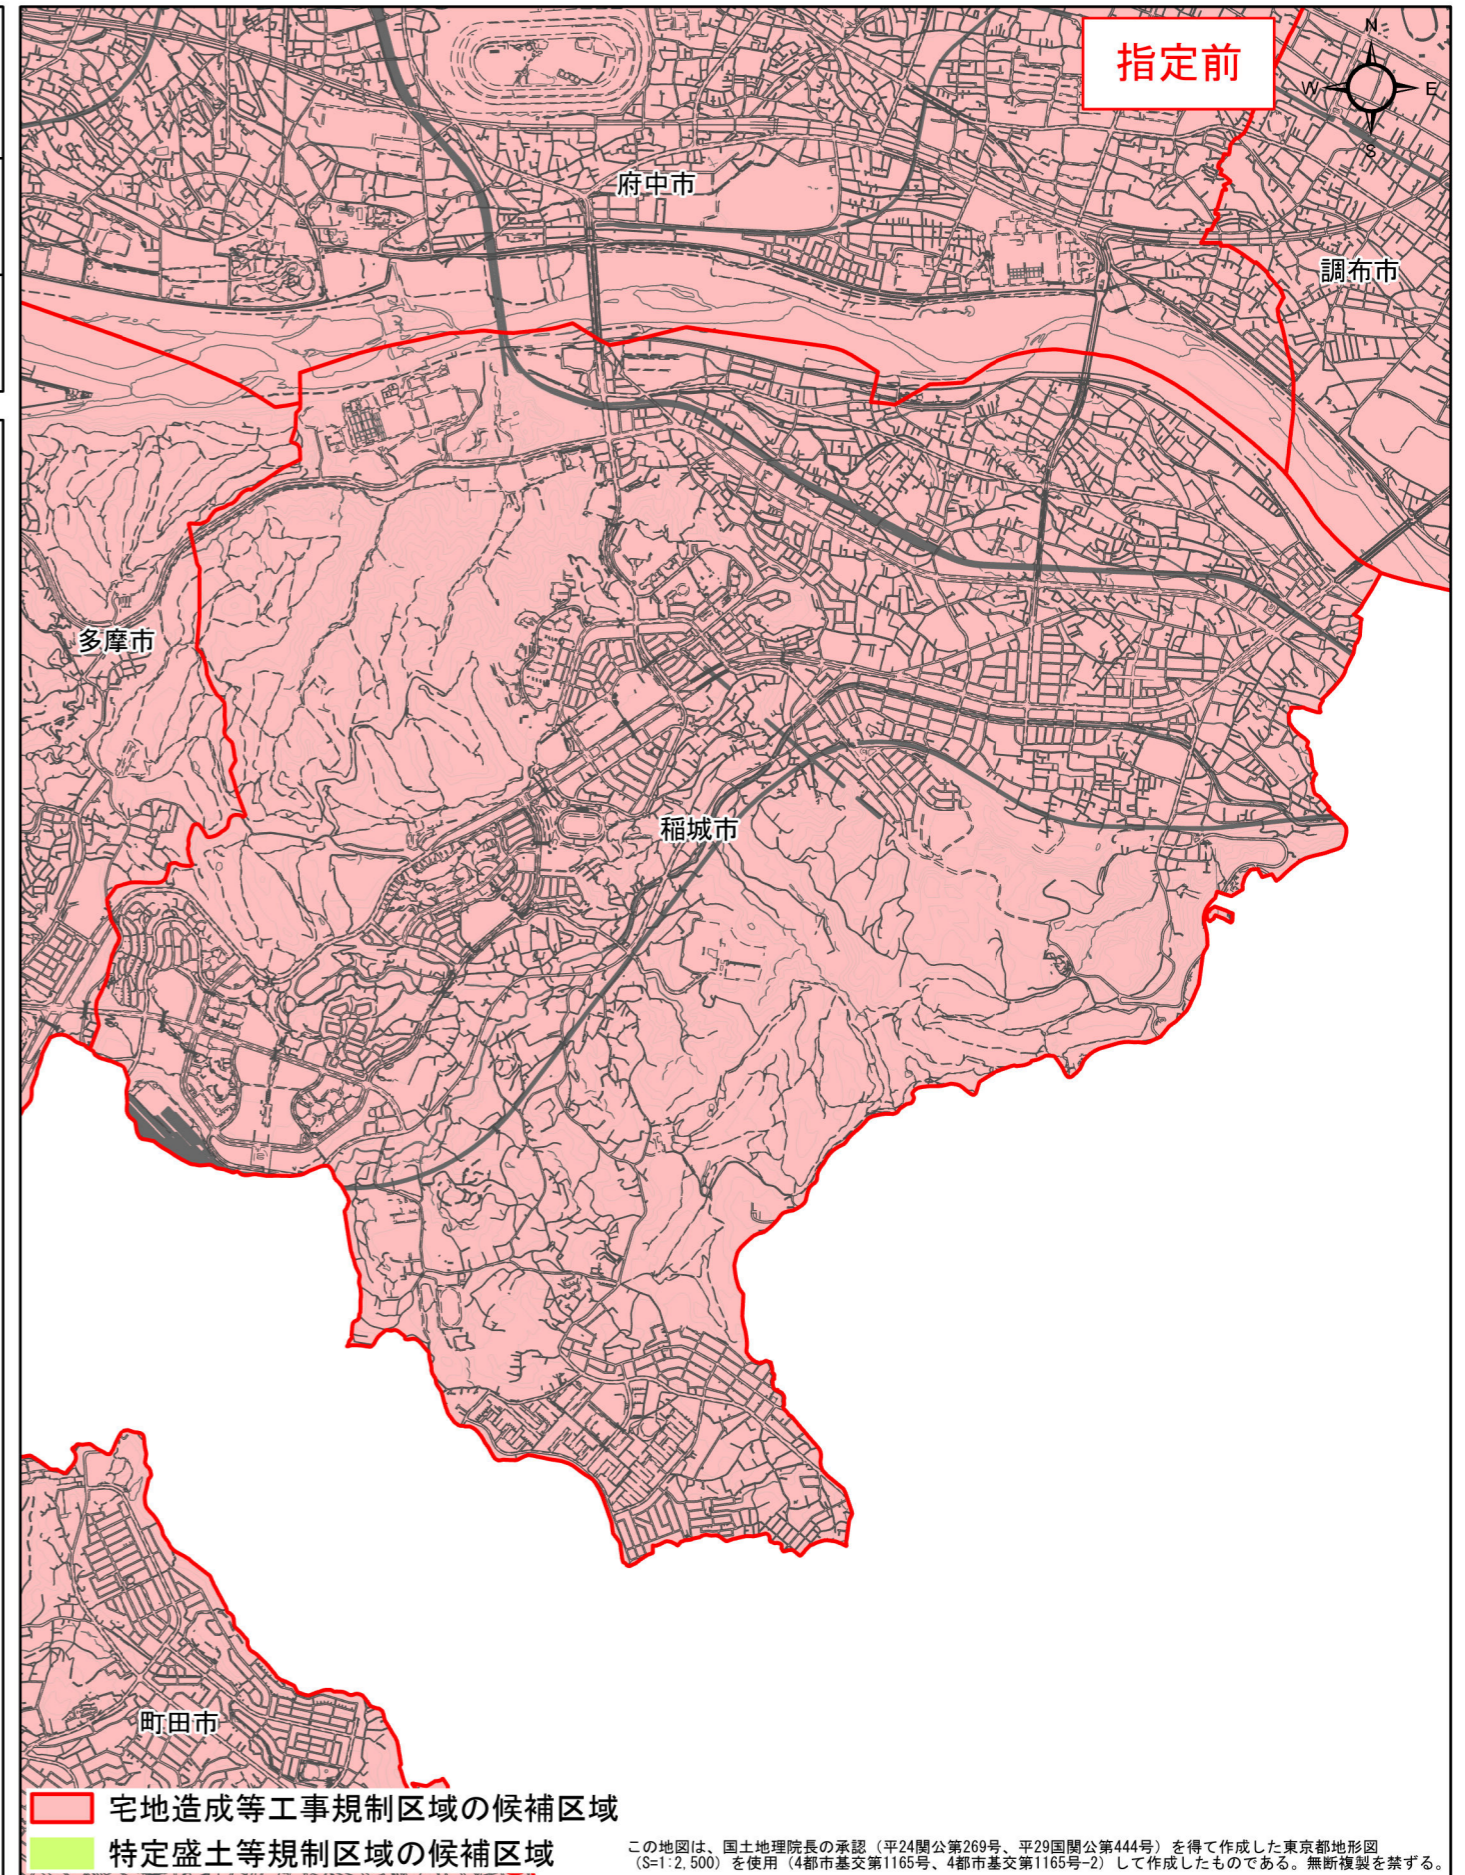 指定前
N
W
E
S
府中市
調布市
多摩市
稲城市
町田市
宅地造成等工事規制区域の候補区域
特定盛土等規制区域の候補区域
この地図は、国土地理院長の承認（平24関公第269号、平29国関公第444号）を得て作成した東京都地形図
（S=1:2,500）を使用（4都市基交第1165号、4都市基交第1165号-2）して作成したものである。無断複製を禁ずる。